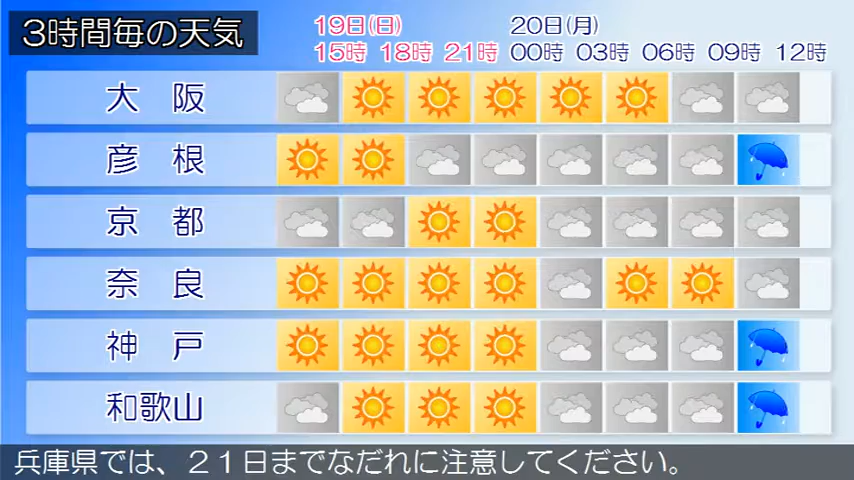 3時間毎の天気
19日(日) 20日(月)
15時 18時 21時 00時 03時 06時 09時 12時
大 阪
彦 根
京 都
奈 良
神 戸
和歌山
兵庫県では、２１日までなだれに注意してください。